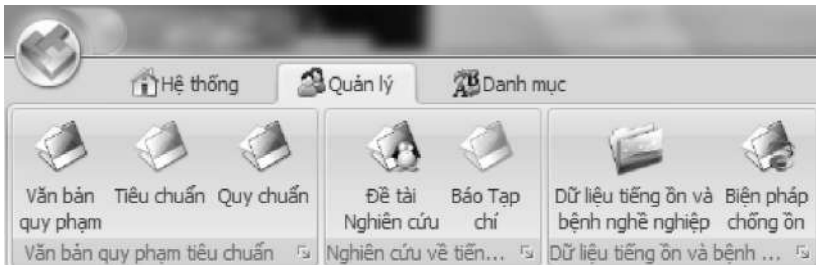 Hệ thống Quản lý Danh mục
Văn bản Tiêu chuẩn Quy chuẩn Đề tài Báo Tạp Dữ liệu tiếng ồn và Biện pháp
quy phạm Nghiên cứu chí bệnh nghề nghiệp chống ồn
Văn bản quy phạm tiêu chuẩn Nghiên cứu về tiến... Dữ liệu tiếng ồn và bệnh ...